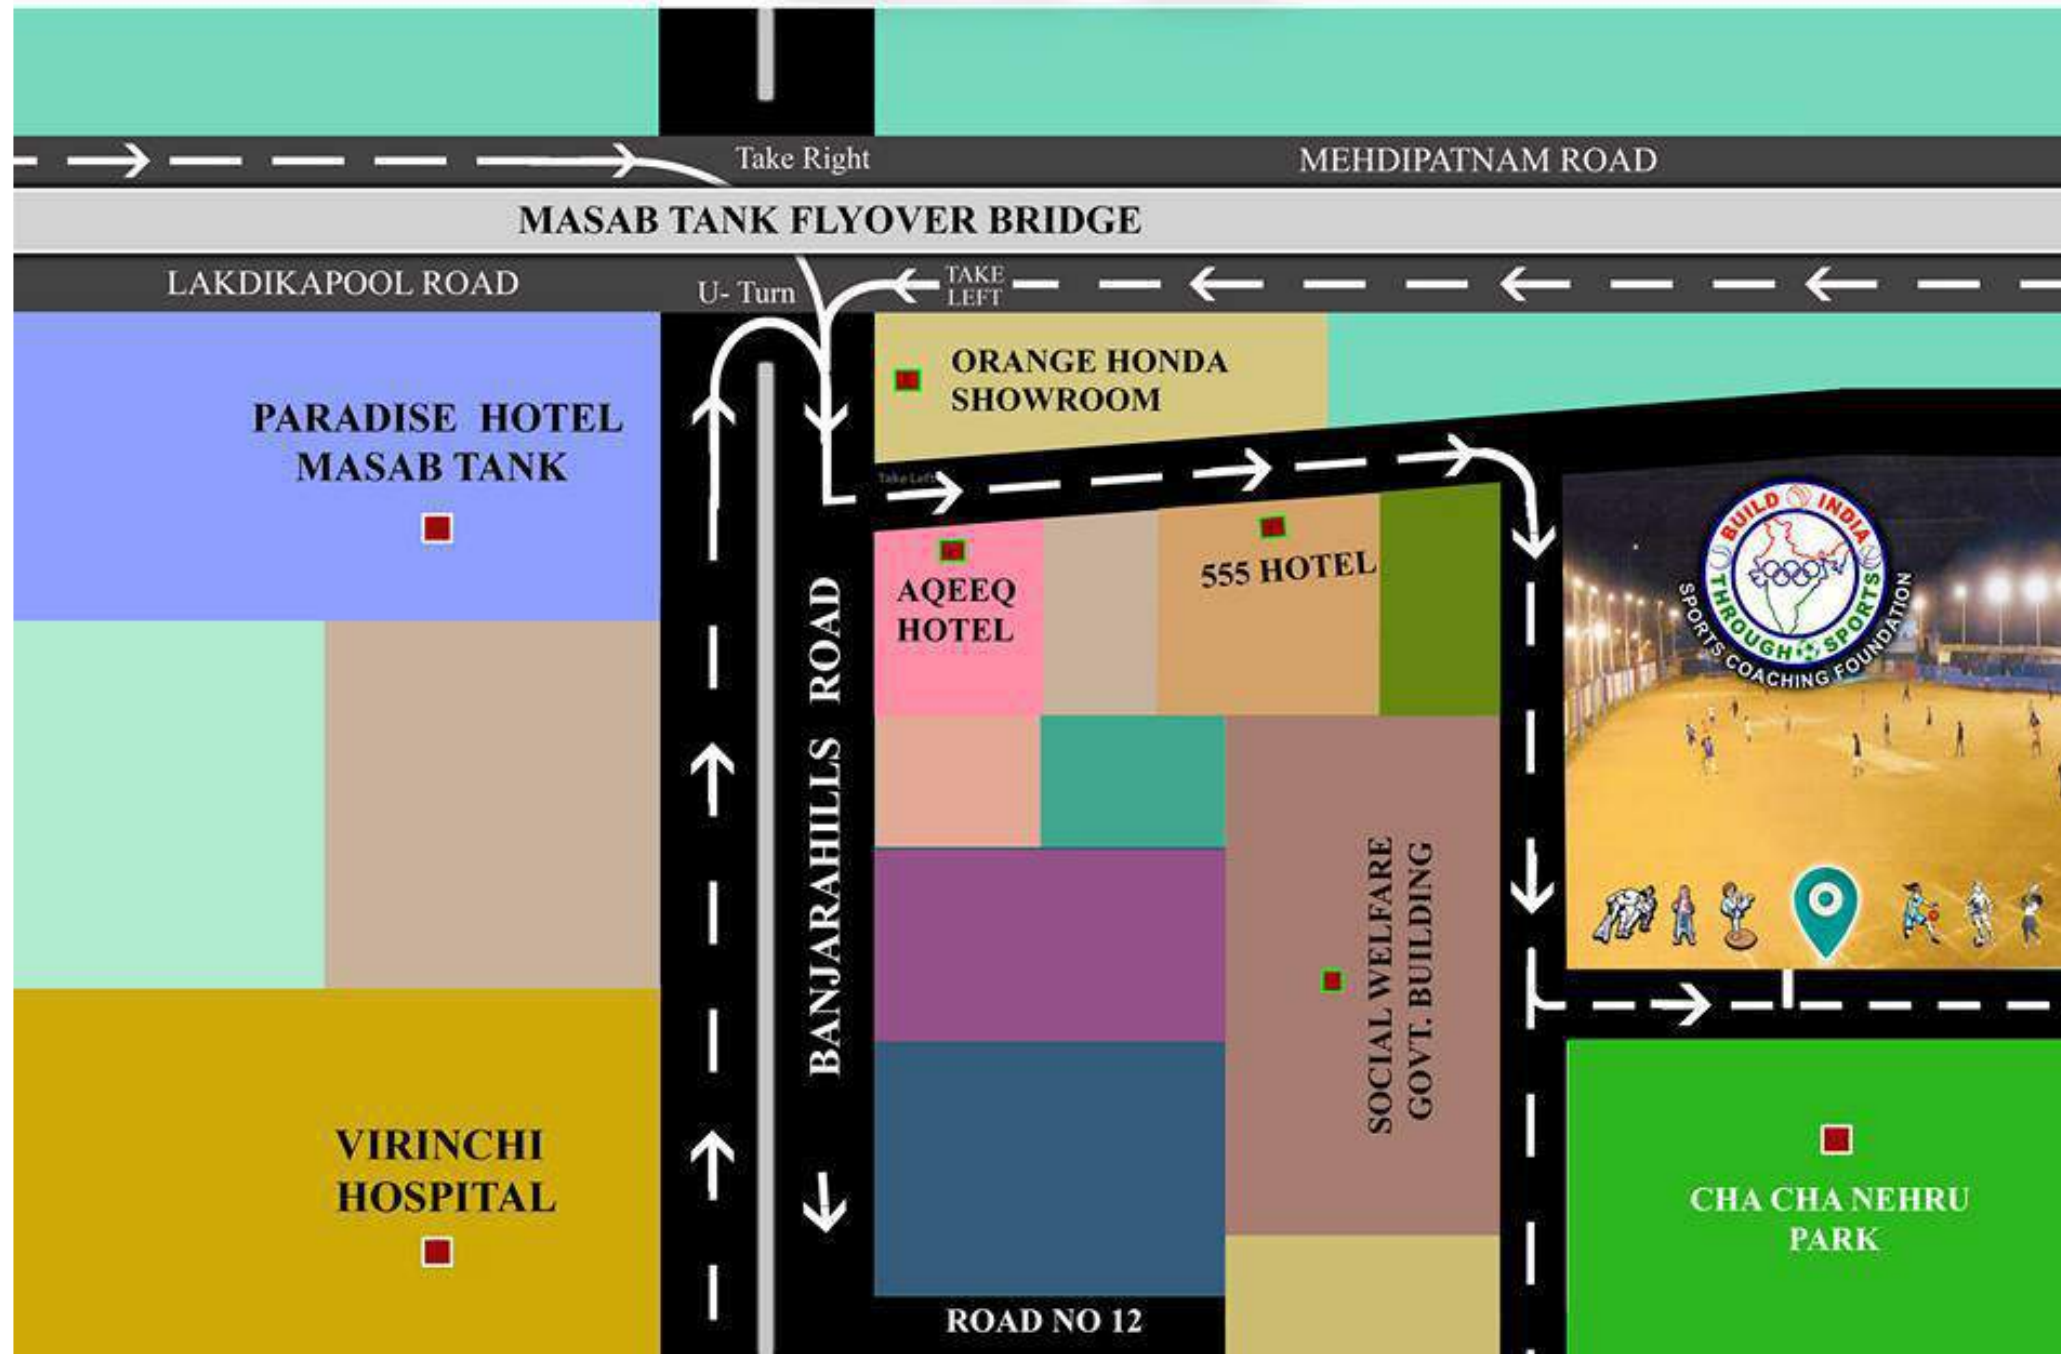 Take Right
MEHDIPATNAM ROAD
MASAB TANK FLYOVER BRIDGE
LAKDIKAPOOL ROAD
U- Turn
TAKE
LEFT
ORANGE HONDA
SHOWROOM
PARADISE HOTEL
MASAB TANK
Take Left
BUILD INDIA
THROUGH SPORTS
SPORTS COACHING FOUNDATION
555 HOTEL
AQEEQ
HOTEL
BANJARAHILLS ROAD
SOCIAL WELFARE
GOVT. BUILDING
VIRINCHI
HOSPITAL
CHA CHA NEHRU
PARK
ROAD NO 12